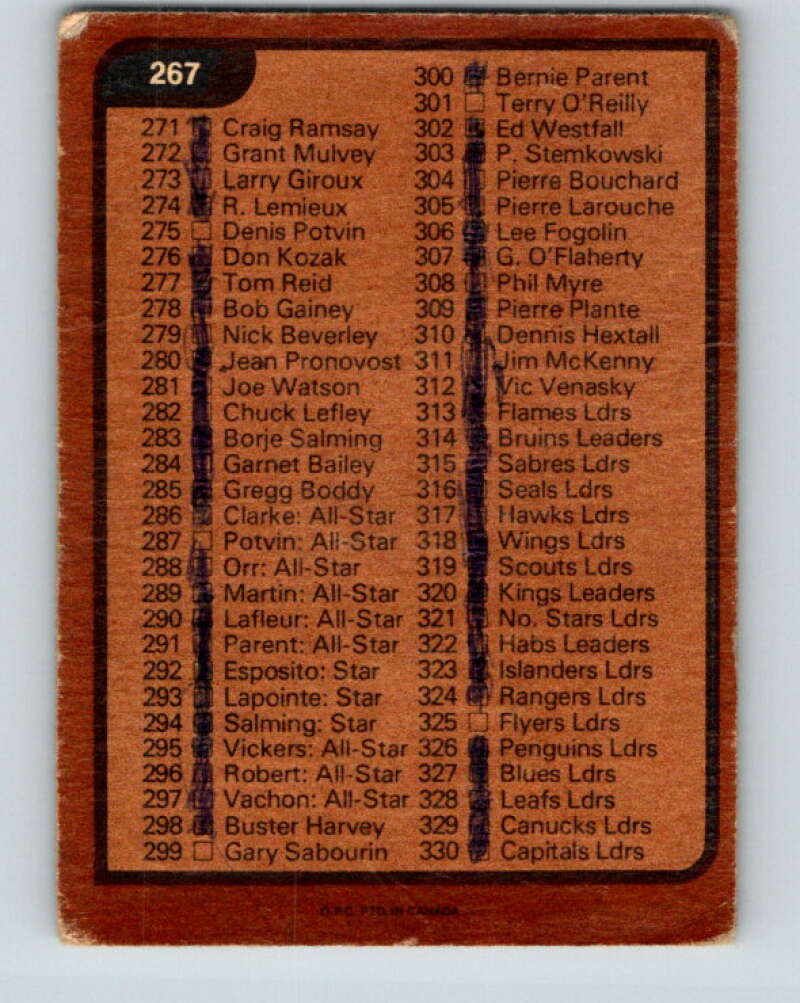 267
271 Craig Ramsay
272 Grant Mulvey
273 Larry Giroux
274 R. Lemieux
275 Denis Potvin
276 Don Kozak
277 Tom Reid
278 Bob Gainey
279 Nick Beverley
280 Jean Pronovost
281 Joe Watson
282 Chuck Lefley
283 Borje Salming
284 Garnet Bailey
285 Gregg Boddy
286 Clarke: All-Star
287 Potvin: All-Star
288 Orr: All-Star
289 Martin: All-Star
290 Lafleur: All-Star
291 Parent: All-Star
292 Esposito: Star
293 Lapointe: Star
294 Salming: Star
295 Vickers: All-Star
296 Robert: All-Star
297 Vachon: All-Star
298 Buster Harvey
299 Gary Sabourin
300 Bernie Parent
301 Terry O'Reilly
302 Ed Westfall
303 P. Stemkowski
304 Pierre Bouchard
305 Pierre Larouche
306 Lee Fogolin
307 G. O'Flaherty
308 Phil Myre
309 Pierre Plante
310 Dennis Hextall
311 Jim McKenny
312 Vic Venasky
313 Flames Ldrs
314 Bruins Leaders
315 Sabres Ldrs
316 Seals Ldrs
317 Hawks Ldrs
318 Wings Ldrs
319 Scouts Ldrs
320 Kings Leaders
321 No. Stars Ldrs
322 Habs Leaders
323 Islanders Ldrs
324 Rangers Ldrs
325 Flyers Ldrs
326 Penguins Ldrs
327 Blues Ldrs
328 Leafs Ldrs
329 Canucks Ldrs
330 Capitals Ldrs
O.P.C. PTD. IN CANADA